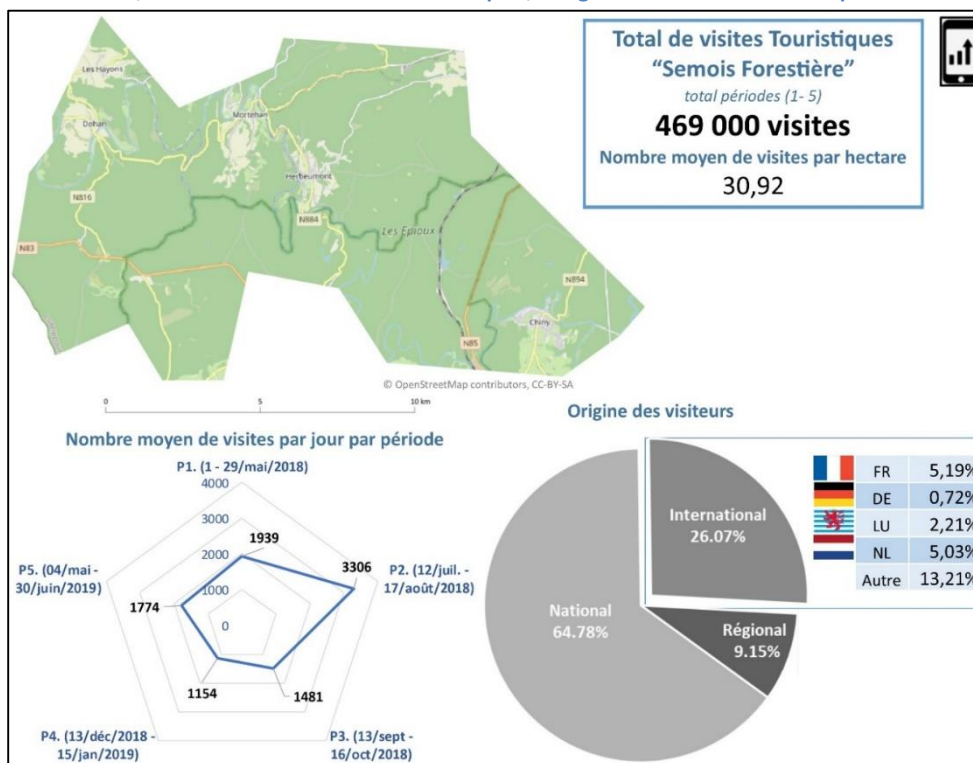 Les Hayons
Dohan
Mortehan
Herbeumont
N816
N884
N83
Les Épioux
N894
Chiny
N85
© OpenStreetMap contributors, CC-BY-SA
0 5 10 km
Total de visites Touristiques
“Semois Forestière”
total périodes (1- 5)
469 000 visites
Nombre moyen de visites par hectare
30,92
Nombre moyen de visites par jour par période
P1. (1 - 29/mai/2018)
4000
3000
2000
1000
0
1939
3306
P2. (12/juil. -
17/août/2018)
1481
P3. (13/sept -
16/oct/2018)
1154
P4. (13/déc/2018 -
15/jan/2019)
1774
P5. (04/mai -
30/juin/2019)
Origine des visiteurs
International
26.07%
National
64.78%
Régional
9.15%
FR 5,19%
DE 0,72%
LU 2,21%
NL 5,03%
Autre 13,21%